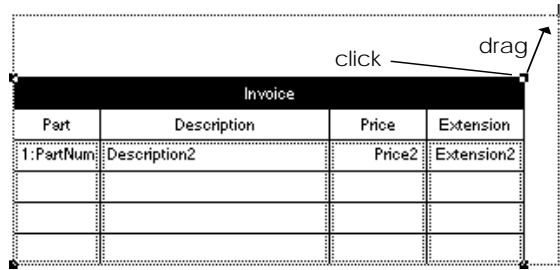 drag
click
Invoice
Part Description Price Extension
1:PartNum Description2 Price2 Extension2